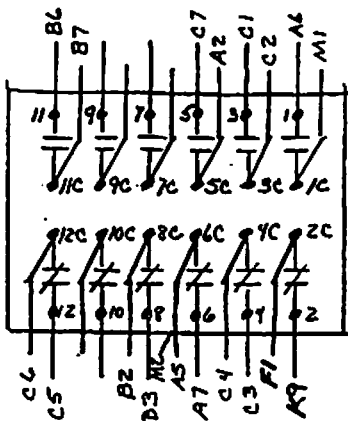 B6 B7 C7 A2 C1 C2 A6 M1
11 9 7 5 3 1
11C 9C 7C 5C 3C 1C
12C 10C 8C 6C 4C 2C
12 10 8 6 4 2
C6 C5 B2 D3 A5 A7 C4 C3 F1 A9